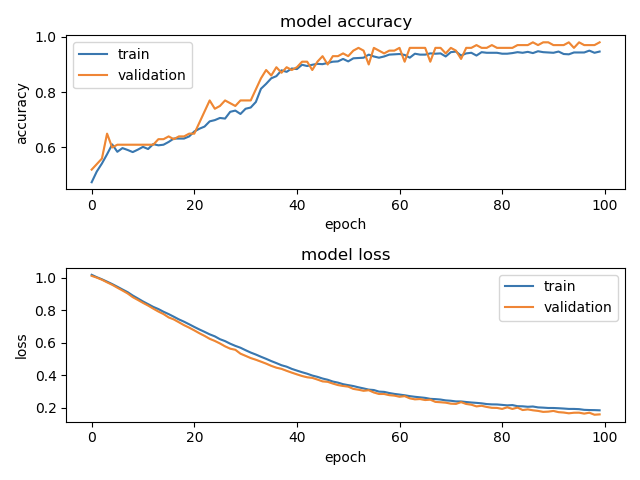 model accuracy
1.0
0.8
0.6
accuracy
train
validation
0
20
40
60
80
100
epoch
model loss
1.0
0.8
0.6
0.4
0.2
loss
train
validation
0
20
40
60
80
100
epoch